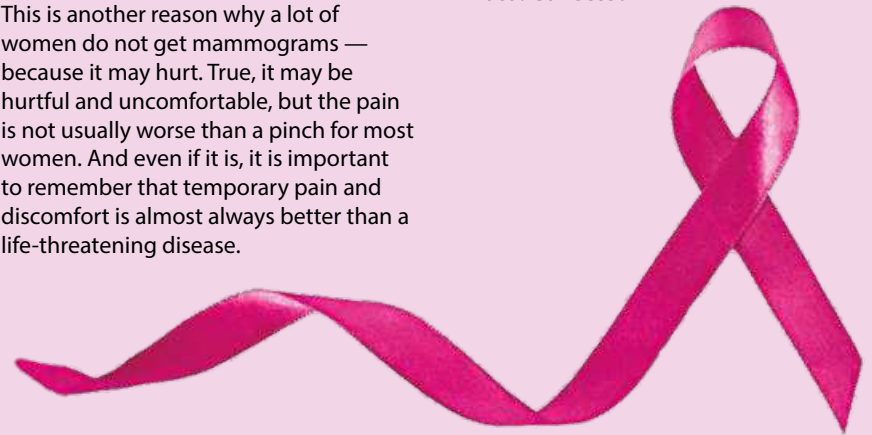 This is another reason why a lot of
women do not get mammograms —
because it may hurt. True, it may be
hurtful and uncomfortable, but the pain
is not usually worse than a pinch for most
women. And even if it is, it is important
to remember that temporary pain and
discomfort is almost always better than a
life-threatening disease.